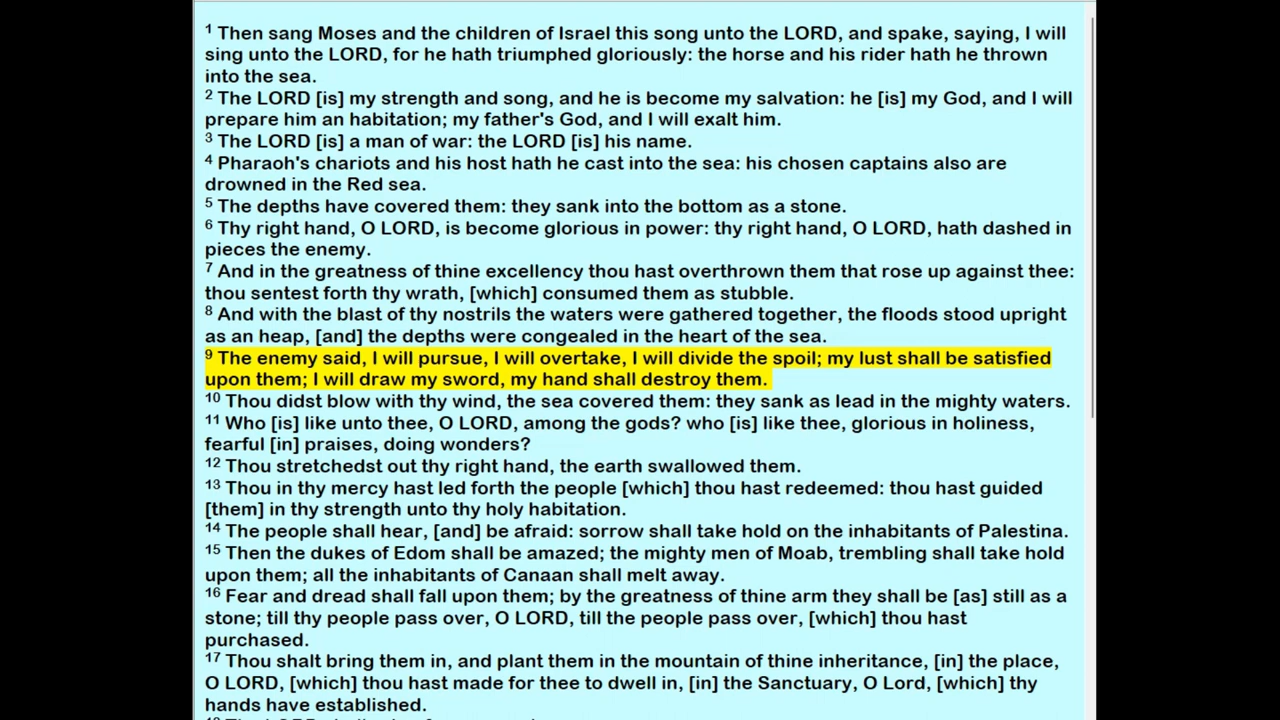 1 Then sang Moses and the children of Israel this song unto the LORD, and spake, saying, I will
sing unto the LORD, for he hath triumphed gloriously: the horse and his rider hath he thrown
into the sea.
2 The LORD [is] my strength and song, and he is become my salvation: he [is] my God, and I will
prepare him an habitation; my father's God, and I will exalt him.
3 The LORD [is] a man of war: the LORD [is] his name.
4 Pharaoh's chariots and his host hath he cast into the sea: his chosen captains also are
drowned in the Red sea.
5 The depths have covered them: they sank into the bottom as a stone.
6 Thy right hand, O LORD, is become glorious in power: thy right hand, O LORD, hath dashed in
pieces the enemy.
7 And in the greatness of thine excellency thou hast overthrown them that rose up against thee:
thou sentest forth thy wrath, [which] consumed them as stubble.
8 And with the blast of thy nostrils the waters were gathered together, the floods stood upright
as an heap, [and] the depths were congealed in the heart of the sea.
9 The enemy said, I will pursue, I will overtake, I will divide the spoil; my lust shall be satisfied
upon them; I will draw my sword, my hand shall destroy them.
10 Thou didst blow with thy wind, the sea covered them: they sank as lead in the mighty waters.
11 Who [is] like unto thee, O LORD, among the gods? who [is] like thee, glorious in holiness,
fearful [in] praises, doing wonders?
12 Thou stretchedst out thy right hand, the earth swallowed them.
13 Thou in thy mercy hast led forth the people [which] thou hast redeemed: thou hast guided
[them] in thy strength unto thy holy habitation.
14 The people shall hear, [and] be afraid: sorrow shall take hold on the inhabitants of Palestina.
15 Then the dukes of Edom shall be amazed; the mighty men of Moab, trembling shall take hold
upon them; all the inhabitants of Canaan shall melt away.
16 Fear and dread shall fall upon them; by the greatness of thine arm they shall be [as] still as a
stone; till thy people pass over, O LORD, till the people pass over, [which] thou hast
purchased.
17 Thou shalt bring them in, and plant them in the mountain of thine inheritance, [in] the place,
O LORD, [which] thou hast made for thee to dwell in, [in] the Sanctuary, O Lord, [which] thy
hands have established.